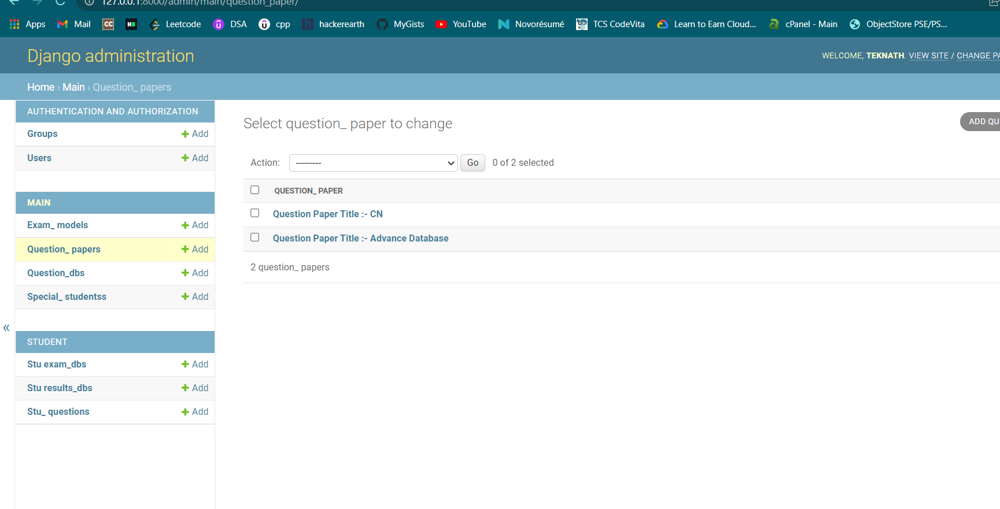 127.0.0.1:8000/admin/main/question_paper/
Apps Mail CC Leetcode DSA cpp hackerearth MyGists YouTube Novorésumé TCS CodeVita Learn to Earn Cloud... cPanel - Main ObjectStore PSE/PS...
Django administration
WELCOME, TEKNATH. VIEW SITE / CHANGE PA
Home › Main › Question_ papers
AUTHENTICATION AND AUTHORIZATION
Groups + Add
Users + Add
MAIN
Exam_ models + Add
Question_ papers + Add
Question_dbs + Add
Special_ studentss + Add
«
STUDENT
Stu exam_dbs + Add
Stu results_dbs + Add
Stu_ questions + Add
Select question_ paper to change
ADD QU
Action: --------- Go 0 of 2 selected
QUESTION_ PAPER
Question Paper Title :- CN
Question Paper Title :- Advance Database
2 question_ papers